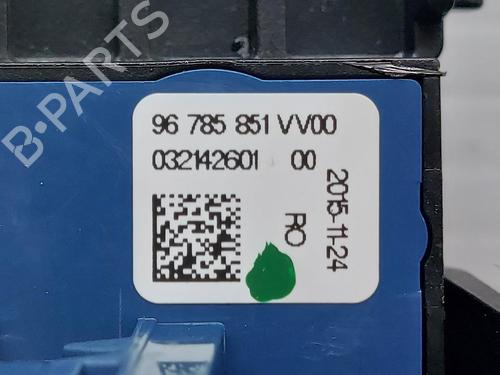 96 785 851 VV00
032142601 00
2015-11-24
RO
B-PARTS